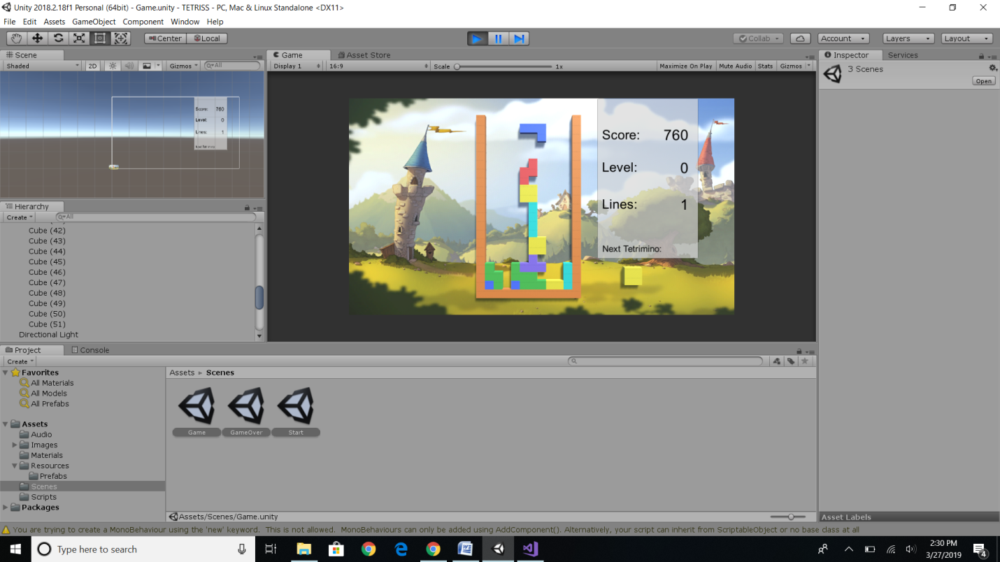 Unity 2018.2.18f1 Personal (64bit) - Game.unity - TETRISS - PC, Mac & Linux Standalone <DX11>
File Edit Assets GameObject Component Window Help
Center Local Collab Account Layers Layout
Scene
Shaded 2D Gizmos All
Score: 760
Level: 0
Lines: 1
Next Tetrimino:
Hierarchy
Create All
Cube (42)
Cube (43)
Cube (44)
Cube (45)
Cube (46)
Cube (47)
Cube (48)
Cube (49)
Cube (50)
Cube (51)
Directional Light
Game Asset Store
Display 1 16:9 Scale 1x Maximize On Play Mute Audio Stats Gizmos
Score: 760
Level: 0
Lines: 1
Next Tetrimino:
Inspector Services
3 Scenes
Open
Project Console
Create
Favorites
All Materials
All Models
All Prefabs
Assets
Audio
Images
Materials
Resources
Prefabs
Scenes
Scripts
Packages
Assets Scenes
Game GameOver Start
Assets/Scenes/Game.unity
Asset Labels
You are trying to create a MonoBehaviour using the 'new' keyword. This is not allowed. MonoBehaviours can only be added using AddComponent(). Alternatively, your script can inherit from ScriptableObject or no base class at all
Type here to search
2:30 PM
3/27/2019
4